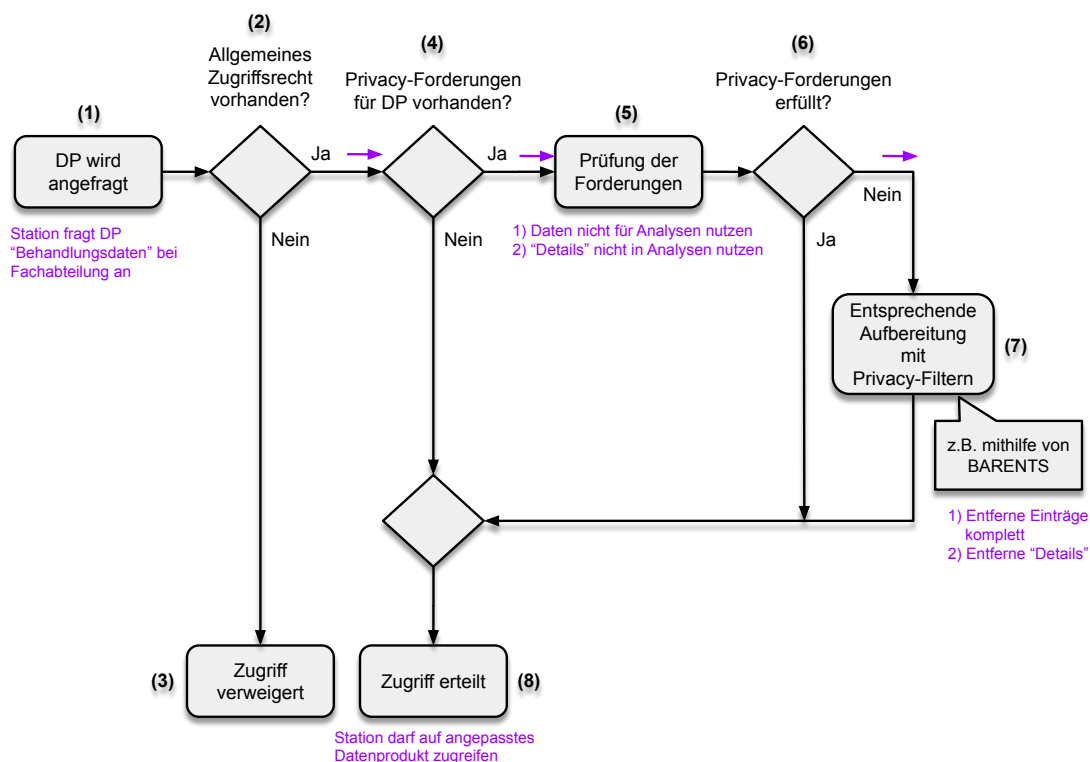 (2)
Allgemeines
Zugriffsrecht
vorhanden?
(4)
Privacy-Forderungen
für DP vorhanden?
(6)
Privacy-Forderungen
erfüllt?
(1)
DP wird
angefragt
Station fragt DP
“Behandlungsdaten” bei
Fachabteilung an
Ja
Nein
Ja
Nein
(5)
Prüfung der
Forderungen
1) Daten nicht für Analysen nutzen
2) “Details” nicht in Analysen nutzen
Nein
Ja
Entsprechende
Aufbereitung
mit
Privacy-Filtern
(7)
z.B. mithilfe von
BARENTS
1) Entferne Einträge
komplett
2) Entferne “Details”
(3)
Zugriff
verweigert
Zugriff erteilt
(8)
Station darf auf angepasstes
Datenprodukt zugreifen